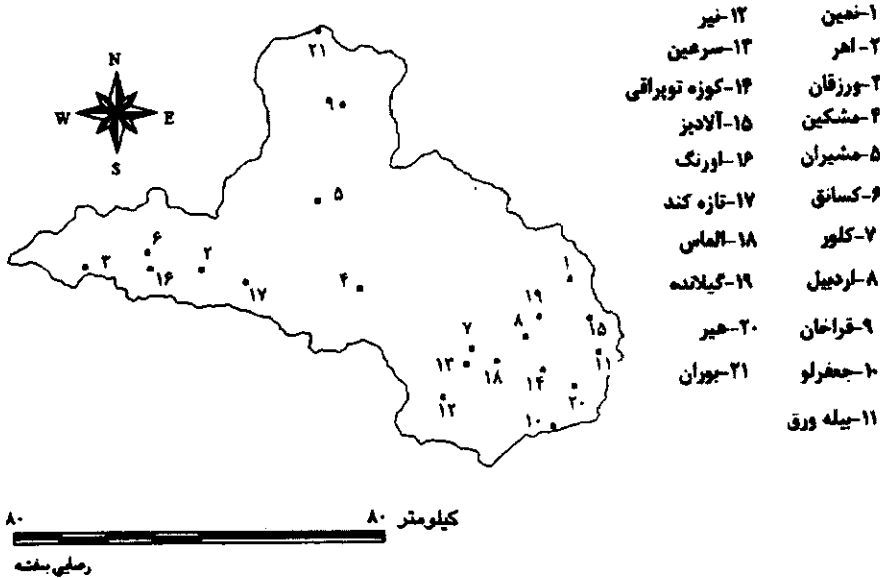 ۱-نمین
۲-اهر
۳-ورزقان
۴-مشکین
۵-مشیران
۶-کسانق
۷-کلور
۸-اردبیل
۹-قراخان
۱۰-جعفرلو
۱۱-بیله ورق
۱۲-نیر
۱۳-سرعین
۱۴-کوزه توپراقی
۱۵-آلادیز
۱۶-اورنگ
۱۷-تازه کند
۱۸-الماس
۱۹-گیلانده
۲۰-هیر
۲۱-بوران
N
W E
S
۲۱
۹
۵
۶
۳
۱۶
۲
۱۷
۴
۱
۱۹
۸
۱۵
۷
۱۱
۱۳
۱۸
۱۴
۲۰
۱۲
۱۰
۸۰ ۸۰ کیلومتر